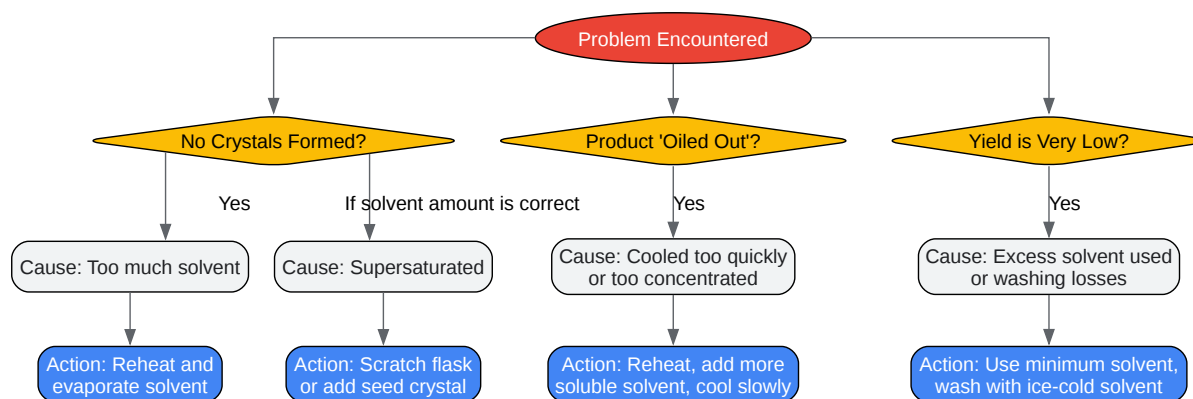 Problem Encountered
No Crystals Formed?
Product 'Oiled Out'?
Yield is Very Low?
Yes
If solvent amount is correct
Yes
Yes
Cause: Too much solvent
Cause: Supersaturated
Cause: Cooled too quickly
or too concentrated
Cause: Excess solvent used
or washing losses
Action: Reheat and
evaporate solvent
Action: Scratch flask
or add seed crystal
Action: Reheat, add more
soluble solvent, cool slowly
Action: Use minimum solvent,
wash with ice-cold solvent